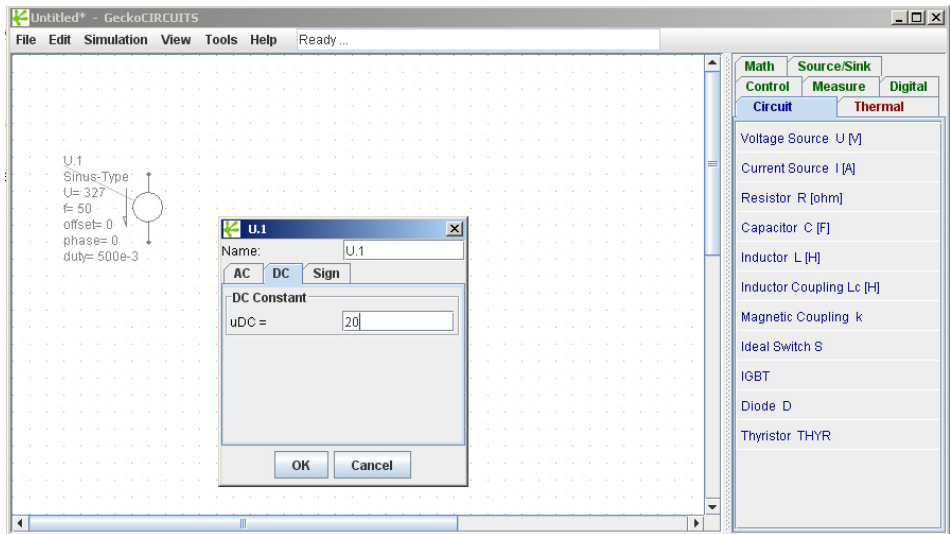 Untitled* - GeckoCIRCUITS
File Edit Simulation View Tools Help Ready ...
Math Source/Sink
Control Measure Digital
Circuit Thermal
Voltage Source U [V]
Current Source I [A]
Resistor R [ohm]
Capacitor C [F]
Inductor L [H]
Inductor Coupling Lc [H]
Magnetic Coupling k
Ideal Switch S
IGBT
Diode D
Thyristor THYR
U.1
Sinus-Type
U= 327
f= 50
offset= 0
phase= 0
duty= 500e-3
U.1
Name: U.1
AC DC Sign
DC Constant
uDC = 20
OK Cancel